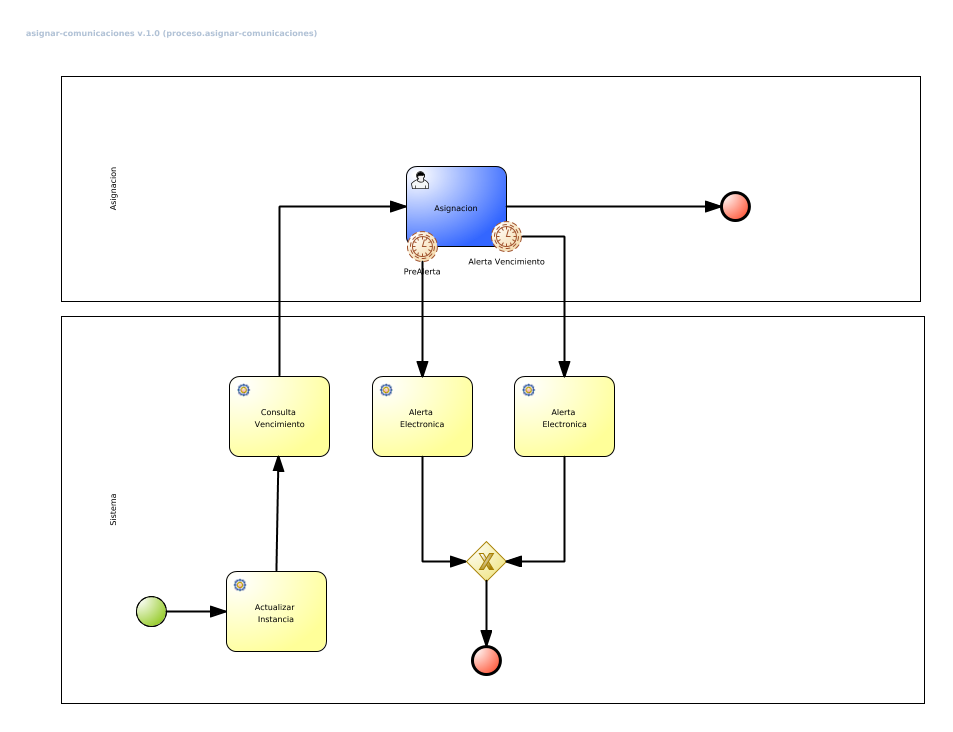 asignar-comunicaciones v.1.0 (proceso.asignar-comunicaciones)
Asignacion
Asignacion
PreAlerta
Alerta Vencimiento
Sistema
Consulta
Vencimiento
Alerta
Electronica
Alerta
Electronica
Actualizar
Instancia